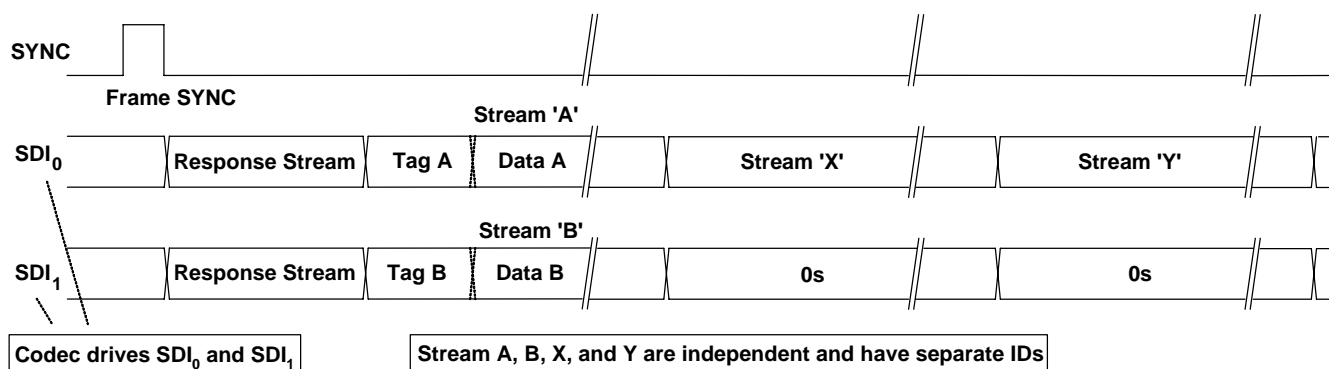 SYNC
Frame SYNC
Stream 'A'
SDI0 Response Stream Tag A Data A Stream 'X' Stream 'Y'
Stream 'B'
SDI1 Response Stream Tag B Data B 0s 0s
Codec drives SDI0 and SDI1 Stream A, B, X, and Y are independent and have separate IDs